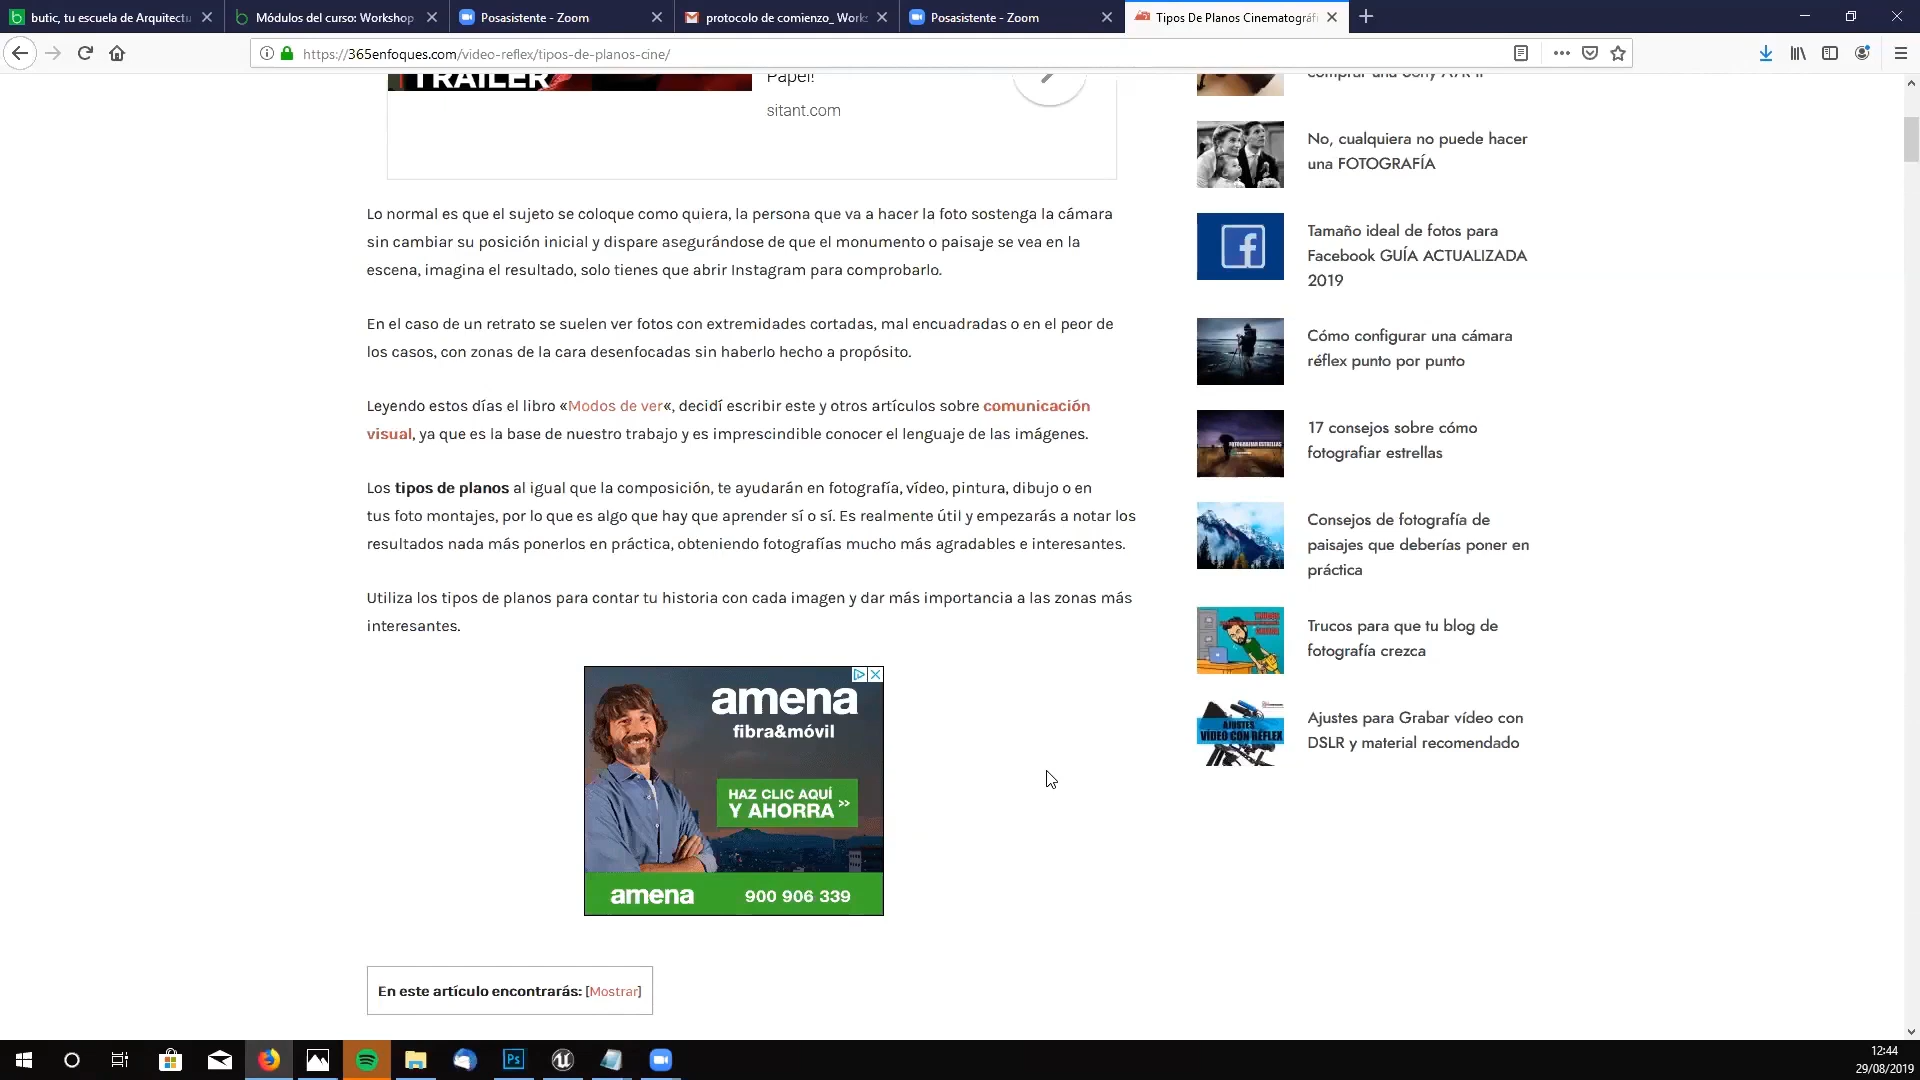 butic, tu escuela de Arquitectu
Módulos del curso: Workshop
Posasistente - Zoom
protocolo de comienzo_ Work
Posasistente - Zoom
Tipos De Planos Cinematográfi
https://365enfoques.com/video-reflex/tipos-de-planos-cine/
TRAILER
Papel!
sitant.com
Lo normal es que el sujeto se coloque como quiera, la persona que va a hacer la foto sostenga la cámara
sin cambiar su posición inicial y dispare asegurándose de que el monumento o paisaje se vea en la
escena, imagina el resultado, solo tienes que abrir Instagram para comprobarlo.
En el caso de un retrato se suelen ver fotos con extremidades cortadas, mal encuadradas o en el peor de
los casos, con zonas de la cara desenfocadas sin haberlo hecho a propósito.
Leyendo estos días el libro «Modos de ver«, decidí escribir este y otros artículos sobre comunicación
visual, ya que es la base de nuestro trabajo y es imprescindible conocer el lenguaje de las imágenes.
Los tipos de planos al igual que la composición, te ayudarán en fotografía, vídeo, pintura, dibujo o en
tus foto montajes, por lo que es algo que hay que aprender sí o sí. Es realmente útil y empezarás a notar los
resultados nada más ponerlos en práctica, obteniendo fotografías mucho más agradables e interesantes.
Utiliza los tipos de planos para contar tu historia con cada imagen y dar más importancia a las zonas más
interesantes.
amena
fibra&móvil
HAZ CLIC AQUÍ
Y AHORRA »
amena 900 906 339
En este artículo encontrarás: [Mostrar]
comprar una Sony A7R II
No, cualquiera no puede hacer
una FOTOGRAFÍA
Tamaño ideal de fotos para
Facebook GUÍA ACTUALIZADA
2019
Cómo configurar una cámara
réflex punto por punto
FOTOGRAFIAR ESTRELLAS
17 consejos sobre cómo
fotografiar estrellas
Consejos de fotografía de
paisajes que deberías poner en
práctica
Trucos para que tu blog de
fotografía crezca
AJUSTES
VÍDEO CON RÉFLEX
Ajustes para Grabar vídeo con
DSLR y material recomendado
Ps
12:44
29/08/2019